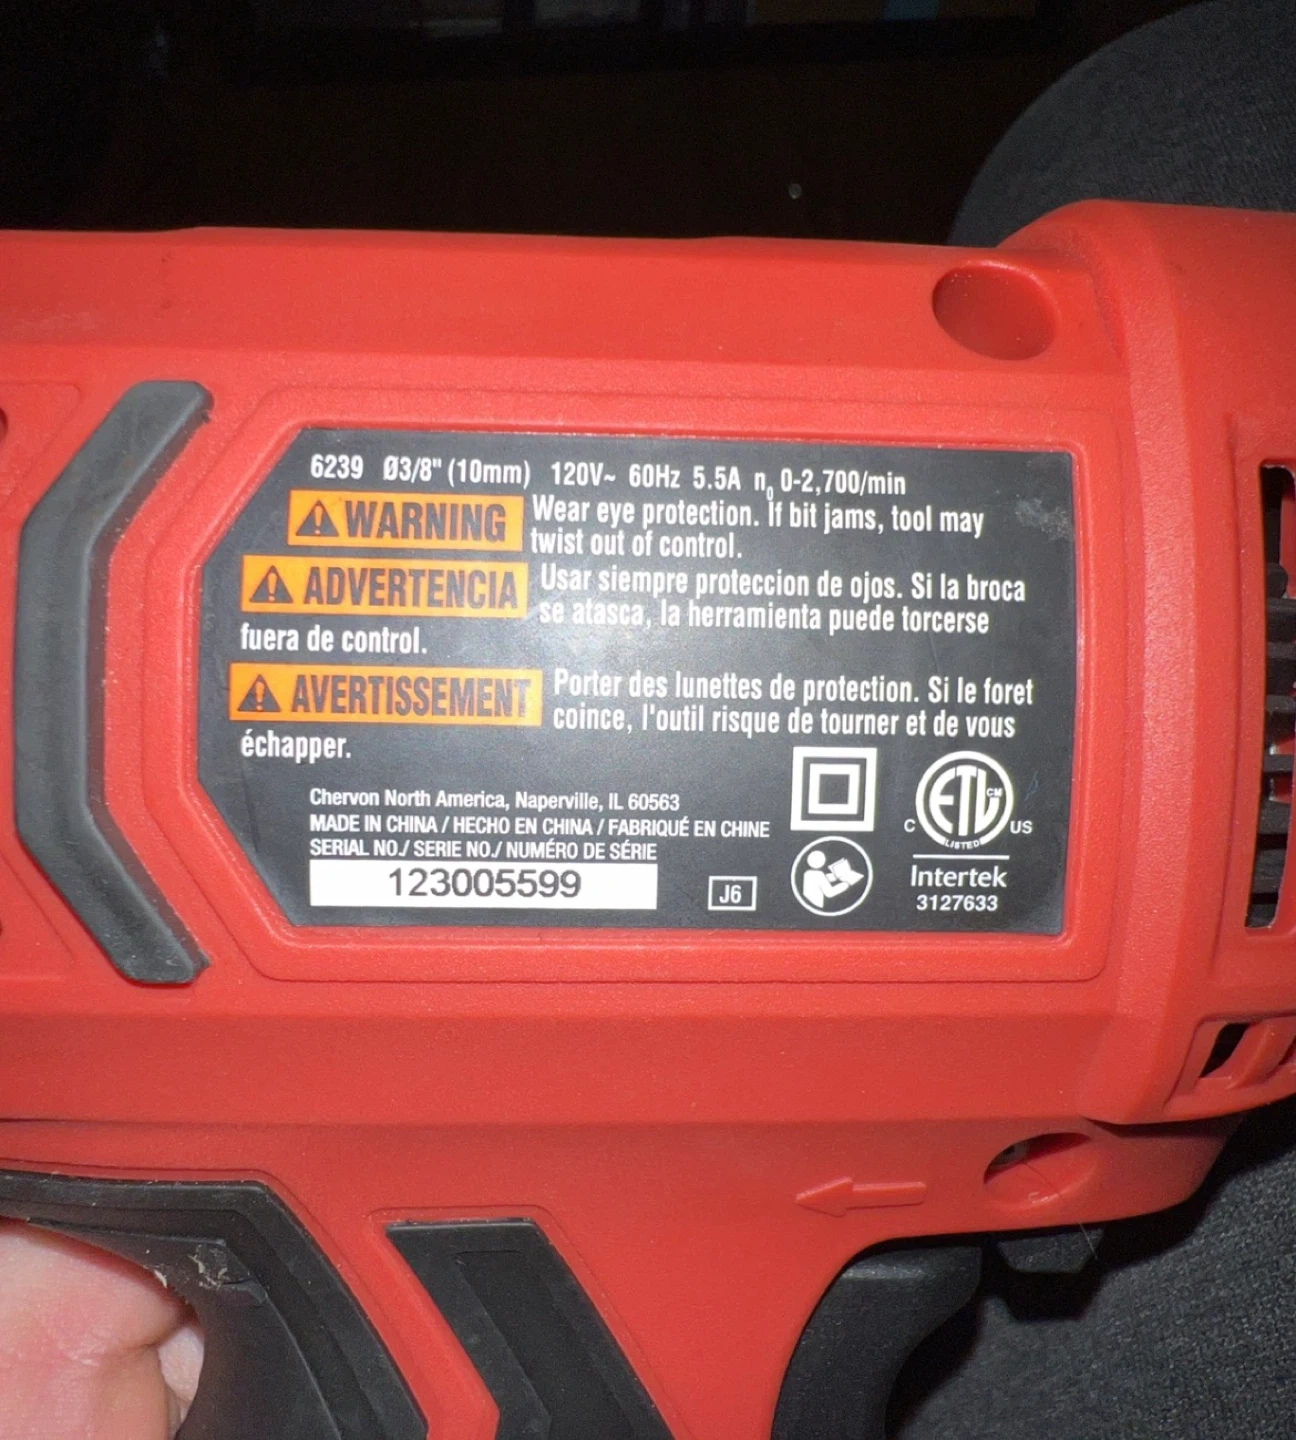 6239 Ø3/8" (10mm) 120V~ 60Hz 5.5A n₀ 0-2,700/min
WARNING Wear eye protection. If bit jams, tool may
twist out of control.
ADVERTENCIA Usar siempre proteccion de ojos. Si la broca
se atasca, la herramienta puede torcerse
fuera de control.
AVERTISSEMENT Porter des lunettes de protection. Si le foret
coince, l'outil risque de tourner et de vous
échapper.
Chervon North America, Naperville, IL 60563
MADE IN CHINA / HECHO EN CHINA / FABRIQUÉ EN CHINE
SERIAL NO./ SERIE NO./ NUMÉRO DE SÉRIE
123005599
J6
ETL CM
C US
LISTED
Intertek
3127633